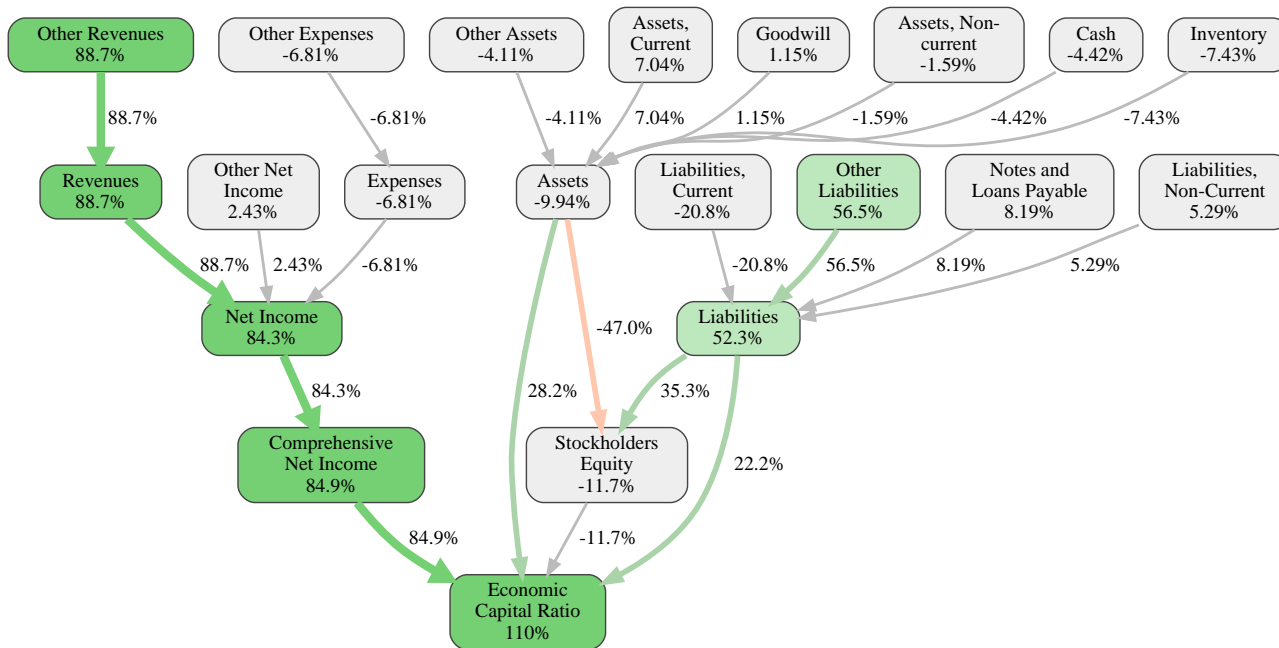 Other Revenues
88.7%
Other Expenses
-6.81%
Other Assets
-4.11%
Assets,
Current
7.04%
Goodwill
1.15%
Assets, Non-
current
-1.59%
Cash
-4.42%
Inventory
-7.43%
88.7%
-6.81%
-4.11%
7.04%
1.15%
-1.59%
-4.42%
-7.43%
Revenues
88.7%
Other Net
Income
2.43%
Expenses
-6.81%
Assets
-9.94%
Liabilities,
Current
-20.8%
Other
Liabilities
56.5%
Notes and
Loans Payable
8.19%
Liabilities,
Non-Current
5.29%
88.7%
2.43%
-6.81%
-20.8%
56.5%
8.19%
5.29%
Net Income
84.3%
-47.0%
Liabilities
52.3%
84.3%
28.2%
35.3%
Comprehensive
Net Income
84.9%
Stockholders
Equity
-11.7%
22.2%
84.9%
-11.7%
Economic
Capital Ratio
110%